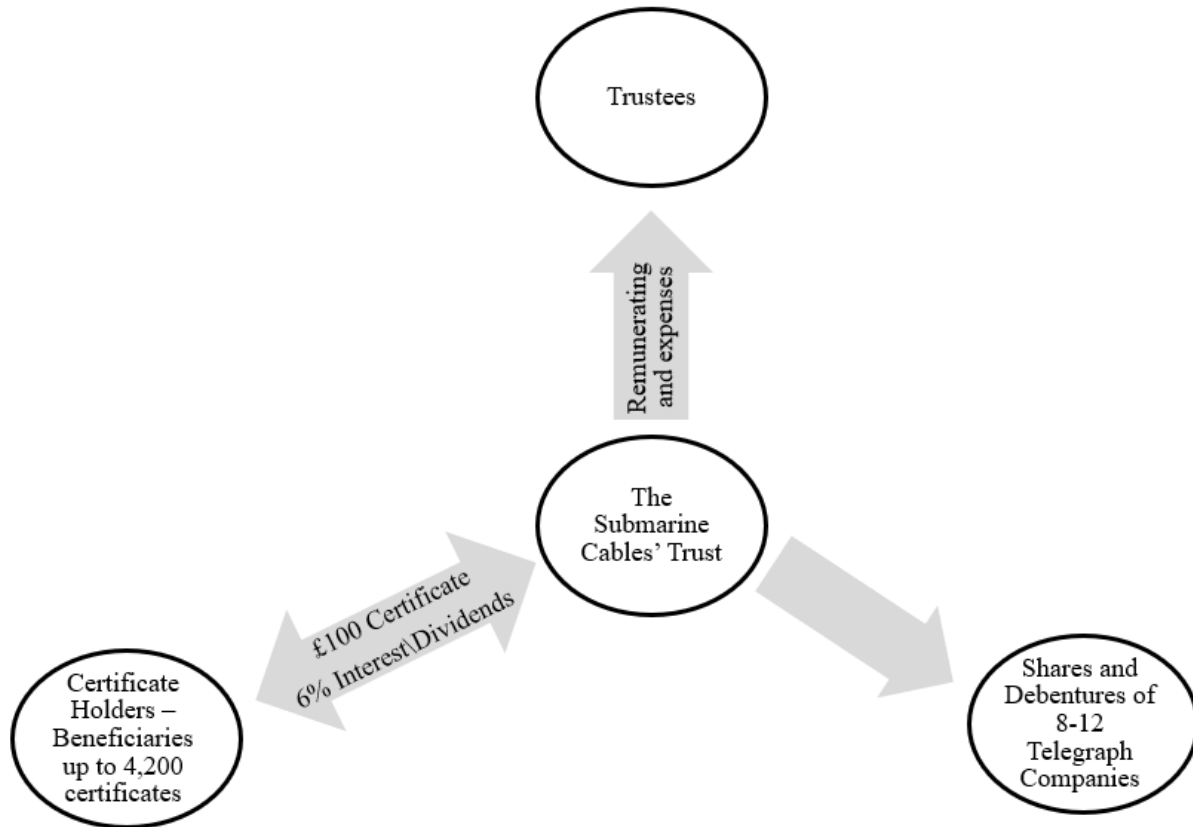 Trustees
Remunerating
and expenses
The
Submarine
Cables’ Trust
£100 Certificate
6% Interest\Dividends
Certificate
Holders –
Beneficiaries
up to 4,200
certificates
Shares and
Debentures of
8-12
Telegraph
Companies